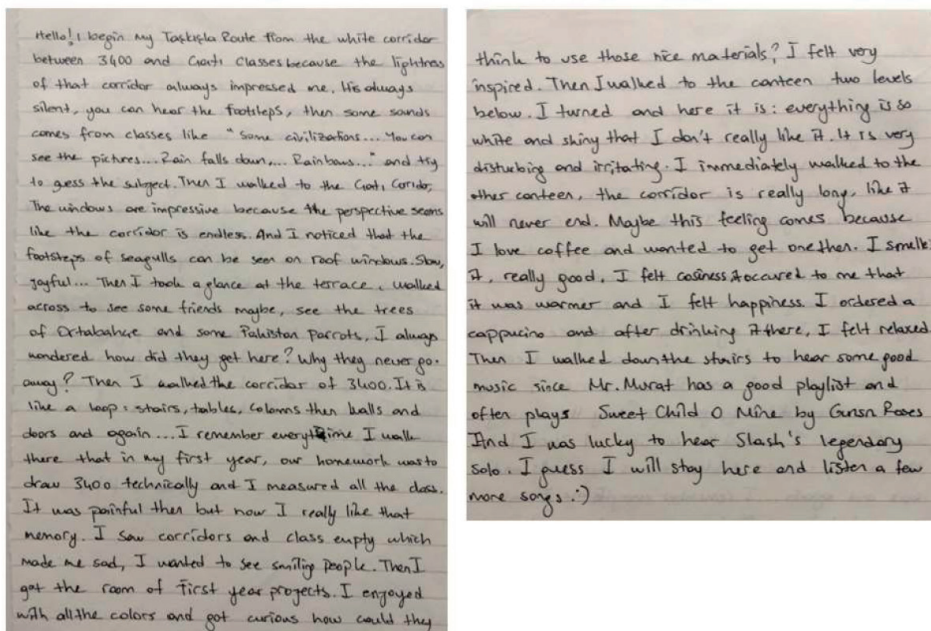 Hello! I begin my Taşkışla Route from the white corridor
between 3400 and Çatı Classes because the lightness
of that corridor always impressed me. It is always
silent, you can hear the footsteps, then some sounds
comes from classes like "Some civilizations... You can
see the pictures... Rain falls down... Rainbows..." and try
to guess the subject. Then I walked to the Çatı Coridor,
The windows are impressive because the perspective seems
like the corridor is endless. And I noticed that the
footsteps of seagulls can be seen on roof windows. Slow,
joyful... Then I took a glance at the terrace, walked
across to see some friends maybe, see the trees
of Ortabahçe and some Pakistan Parrots, I always
wondered how did they get here? Why they never go
away? Then I walked the corridor of 3400. It is
like a loop: stairs, tables, coloms then walls and
doors and again... I remember everytime I walk
there that in my first year, our homework was to
draw 3400 technically and I measured all the class.
It was painful then but now I really like that
memory. I saw corridors and class empty which
made me sad, I wanted to see smiling people. Then I
got the room of first year projects. I enjoyed
with all the colors and got curious how could they
think to use those nice materials? I felt very
inspired. Then I walked to the canteen two levels
below. I turned and here it is: everything is so
white and shiny that I don't really like it. It is very
disturbing and irritating. I immediately walked to the
other canteen, the corridor is really long, like it
will never end. Maybe this feeling comes because
I love coffee and wanted to get one then. I smell
it, really good. I felt cosiness it occured to me that
it was warmer and I felt happiness. I ordered a
cappucino and after drinking it there, I felt relaxed
Then I walked down the stairs to hear some good
music since Mr. Murat has a good playlist and
often plays Sweet Child O Mine by Gunsn Roses
And I was lucky to hear Slash's legendary
solo. I guess I will stay here and listen a few
more songs. :)